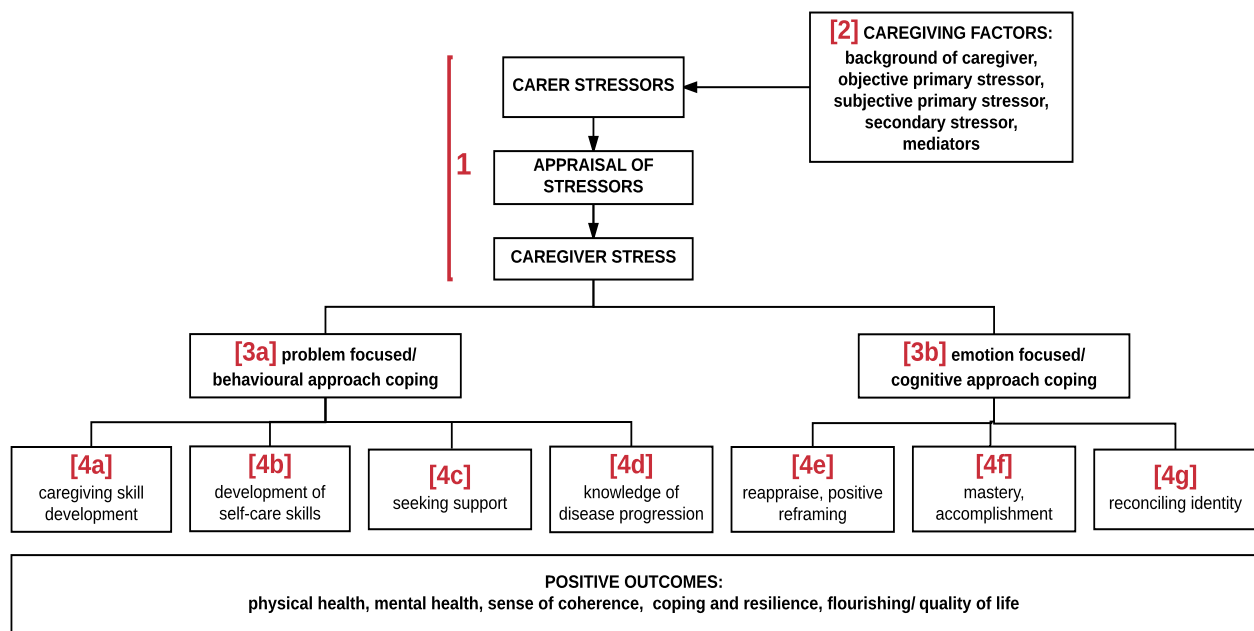 [2] CAREGIVING FACTORS:
background of caregiver,
objective primary stressor,
subjective primary stressor,
secondary stressor,
mediators
CARER STRESSORS
1
APPRAISAL OF
STRESSORS
CAREGIVER STRESS
[3a] problem focused/
behavioural approach coping
[3b] emotion focused/
cognitive approach coping
[4a]
caregiving skill
development
[4b]
development of
self-care skills
[4c]
seeking support
[4d]
knowledge of
disease progression
[4e]
reappraise, positive
reframing
[4f]
mastery,
accomplishment
[4g]
reconciling identity
POSITIVE OUTCOMES:
physical health, mental health, sense of coherence,  coping and resilience, flourishing/ quality of life